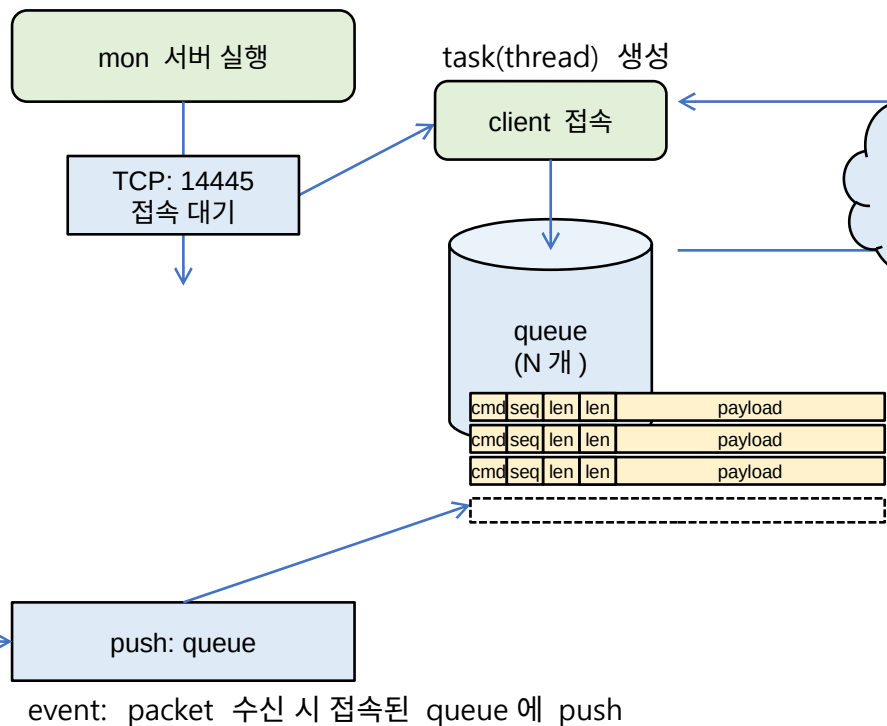 mon 서버 실행
task(thread) 생성
client 접속
TCP: 14445
접속 대기
queue
(N 개 )
cmd seq len len payload
cmd seq len len payload
cmd seq len len payload
push: queue
event: packet 수신 시 접속된 queue 에 push